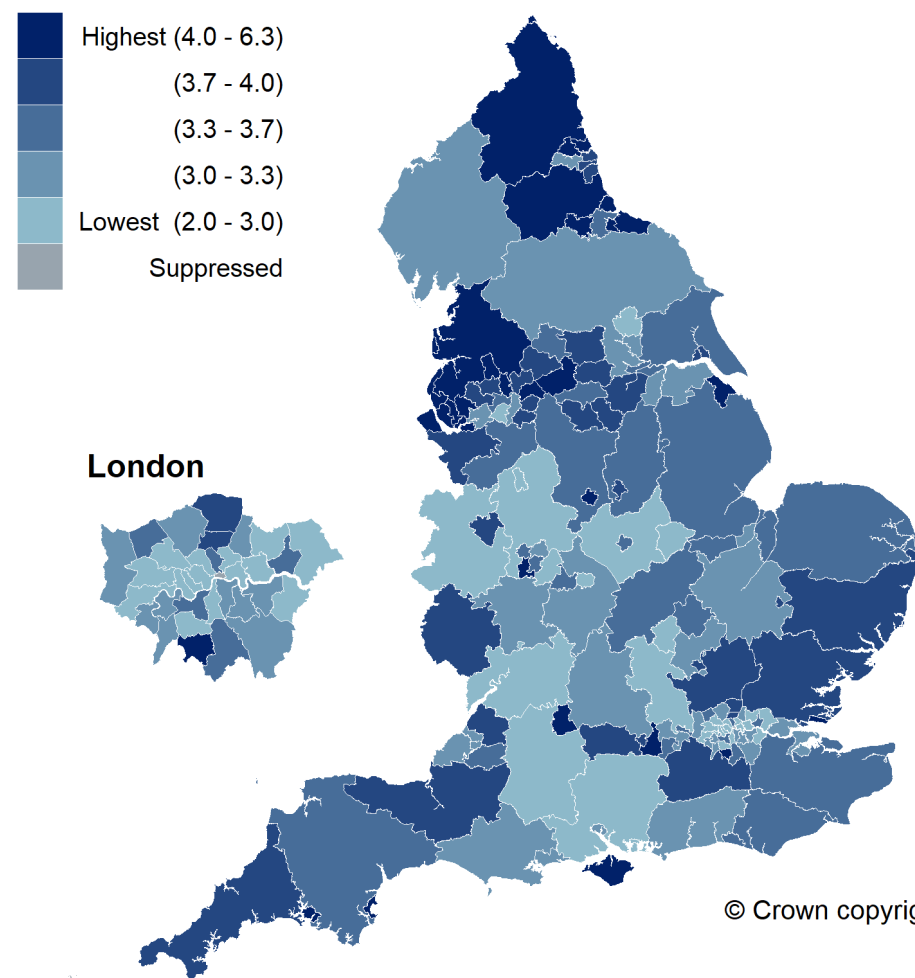 Highest (4.0 - 6.3)
(3.7 - 4.0)
(3.3 - 3.7)
(3.0 - 3.3)
Lowest (2.0 - 3.0)
Suppressed
London
© Crown copyrig